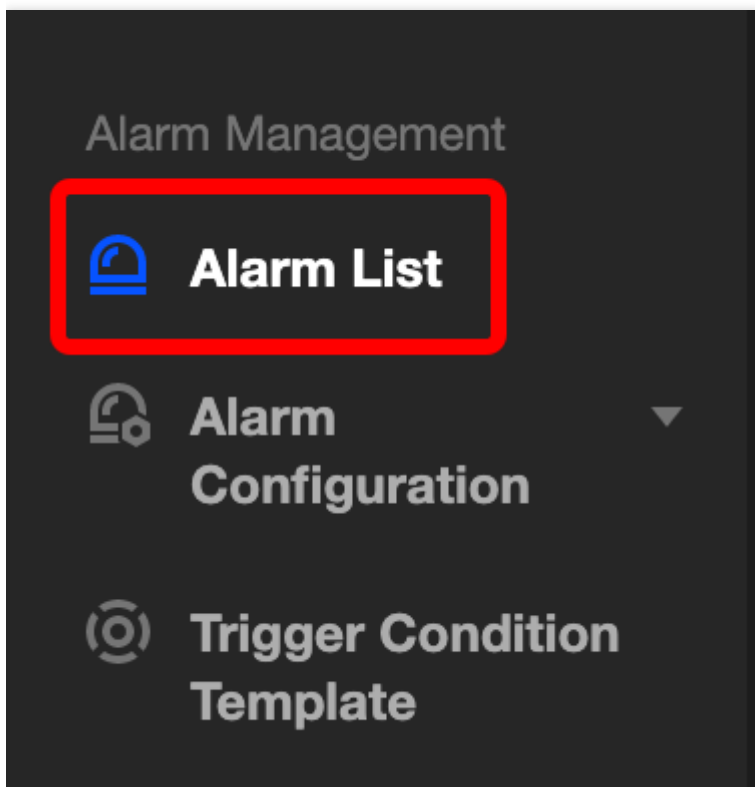 Alarm Management
Alarm List
Alarm
Configuration
Trigger Condition
Template